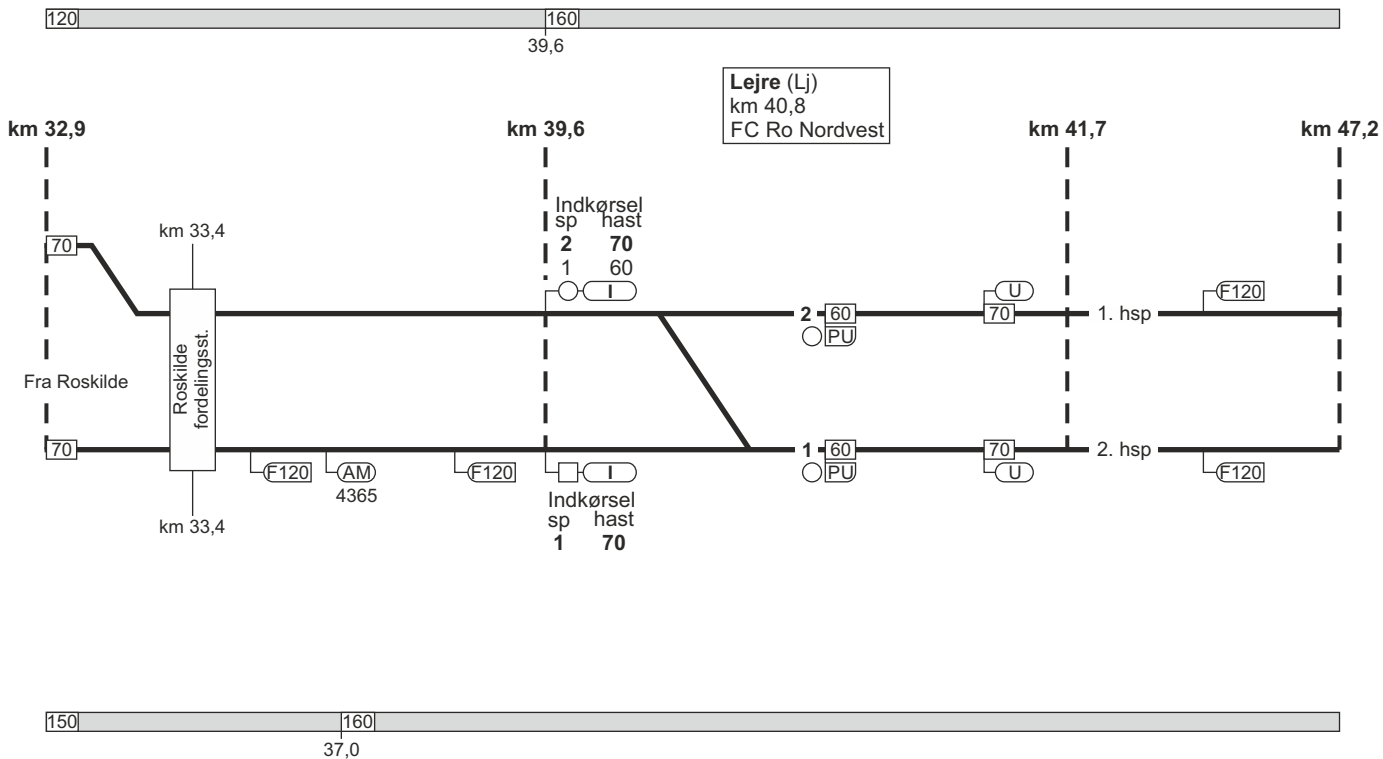 120
160
39,6
Lejre (Lj)
km 40,8
FC Ro Nordvest
km 32,9
km 39,6
km 41,7
km 47,2
Indkørsel
sp hast
2 70
1 60
I
70
km 33,4
U
F120
2 60
70
1. hsp
PU
Roskilde
fordelingsst.
Fra Roskilde
70
1 60
70
2. hsp
F120
AM
4365
F120
I
PU
U
F120
Indkørsel
sp hast
1 70
km 33,4
150
160
37,0